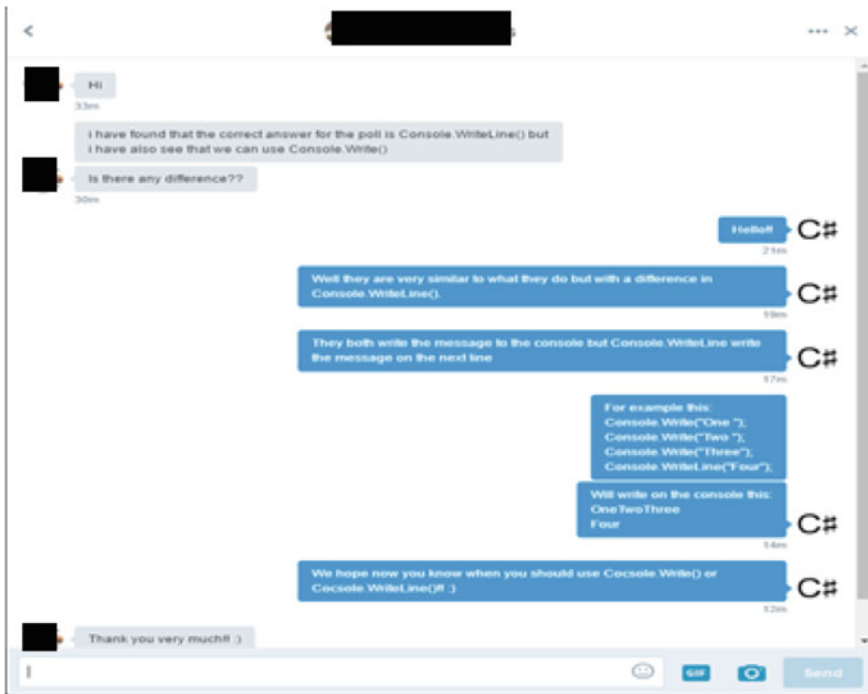 s
Hi
33m
i have found that the correct answer for the poll is Console.WriteLine() but
i have also see that we can use Console.Write()
Is there any difference??
30m
Hello!!
C#
21m
Well they are very similar to what they do but with a difference in
Console.WriteLine().
C#
19m
They both write the message to the console but Console.WriteLine write
the message on the next line
C#
17m
For example this:
Console.Write("One ");
Console.Write("Two ");
Console.Write("Three");
Console.WriteLine("Four");
Will write on the console this:
OneTwoThree
Four
C#
14m
We hope now you know when you should use Cocsole.Write() or
Cocsole.WriteLine()!! :)
C#
12m
Thank you very much!! :)
GIF
Send